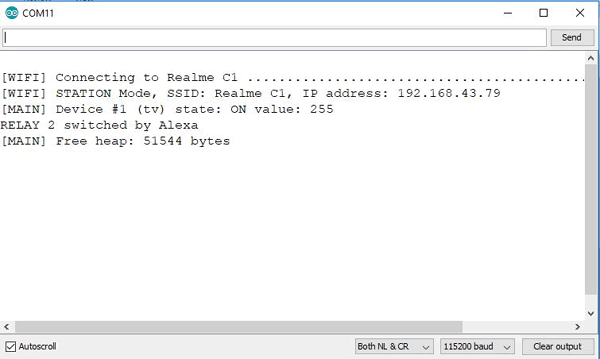 COM11
Send
[WIFI] Connecting to Realme C1 ..........................................
[WIFI] STATION Mode, SSID: Realme C1, IP address: 192.168.43.79
[MAIN] Device #1 (tv) state: ON value: 255
RELAY 2 switched by Alexa
[MAIN] Free heap: 51544 bytes
Autoscroll
Both NL & CR
115200 baud
Clear output